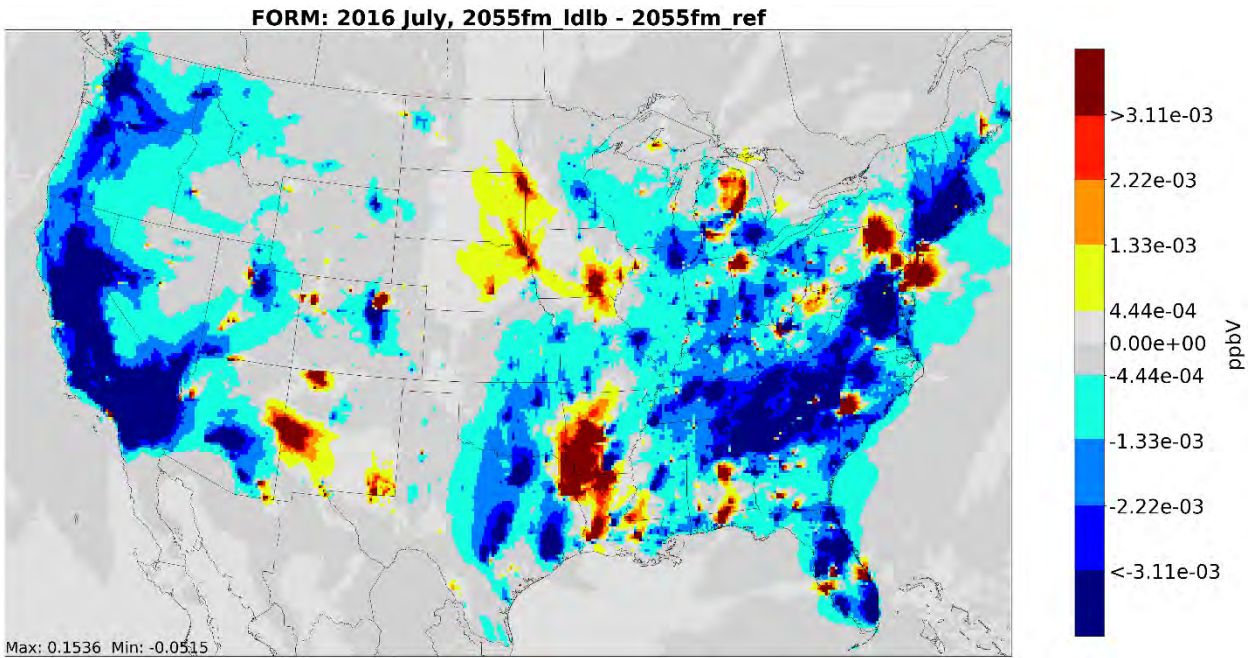 FORM: 2016 July, 2055fm_ldlb - 2055fm_ref
>3.11e-03
2.22e-03
1.33e-03
4.44e-04
0.00e+00
-4.44e-04
-1.33e-03
-2.22e-03
<-3.11e-03
ppbV
Max: 0.1536 Min: -0.0515